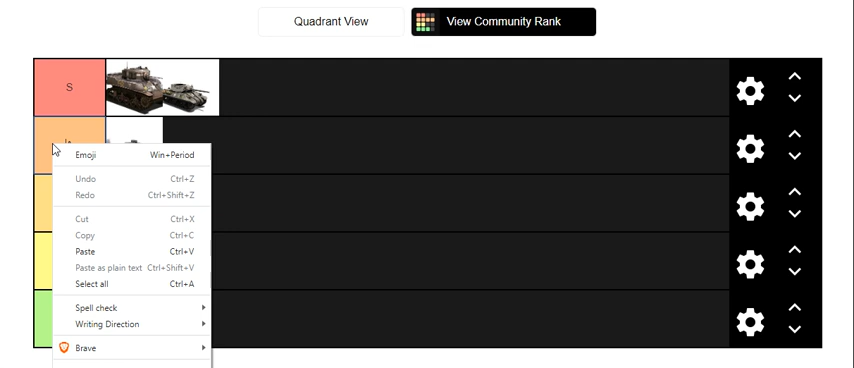 Quadrant View
View Community Rank
S
Emoji Win+Period
Undo Ctrl+Z
Redo Ctrl+Shift+Z
Cut Ctrl+X
Copy Ctrl+C
Paste Ctrl+V
Paste as plain text Ctrl+Shift+V
Select all Ctrl+A
Spell check
Writing Direction
Brave